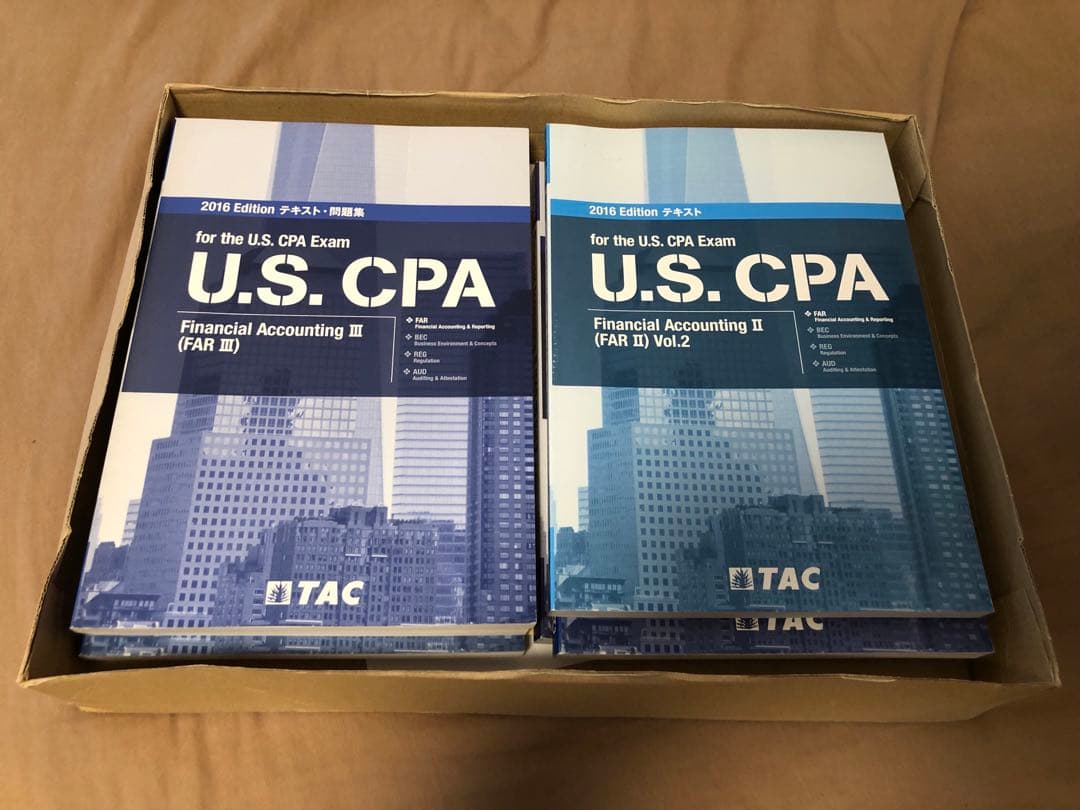 2016 Edition テキスト・問題集
for the U.S. CPA Exam
U.S. CPA
Financial Accounting Ⅲ
(FAR Ⅲ)
❖ FAR
Financial Accounting & Reporting
❖ BEC
Business Environment & Concepts
❖ REG
Regulation
❖ AUD
Auditing & Attestation
TAC
2016 Edition テキスト
for the U.S. CPA Exam
U.S. CPA
Financial Accounting Ⅱ
(FAR Ⅱ) Vol.2
❖ FAR
Financial Accounting & Reporting
❖ BEC
Business Environment & Concepts
❖ REG
Regulation
❖ AUD
Auditing & Attestation
TAC
TAC